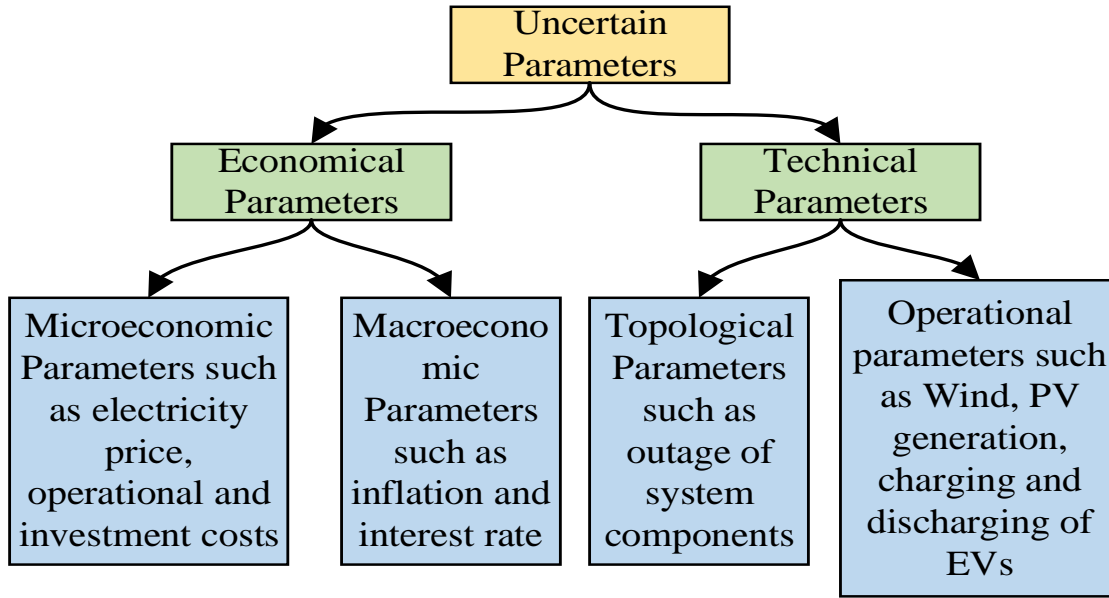 Uncertain
Parameters
Economical
Parameters
Technical
Parameters
Microeconomic
Parameters such
as electricity
price,
operational and
investment costs
Macroecono
mic
Parameters
such as
inflation and
interest rate
Topological
Parameters
such as
outage of
system
components
Operational
parameters such
as Wind, PV
generation,
charging and
discharging of
EVs